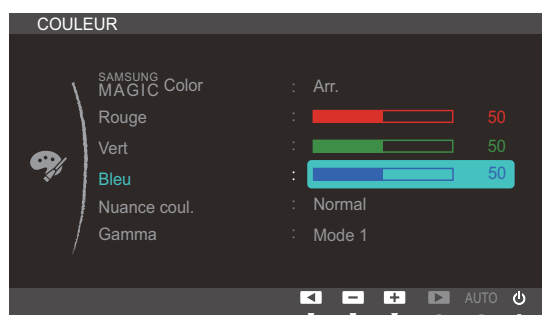 COULEUR
SAMSUNG MAGIC Color : Arr.
Rouge : 50
Vert : 50
Bleu : 50
Nuance coul. : Normal
Gamma : Mode 1
AUTO